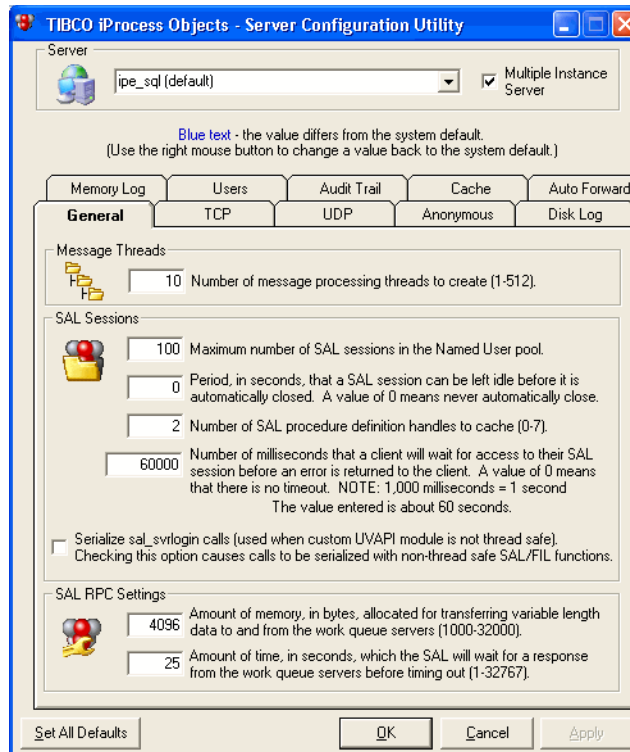 TIBCO iProcess Objects - Server Configuration Utility
Server
ipe_sql (default)
Multiple Instance
Server
Blue text - the value differs from the system default.
(Use the right mouse button to change a value back to the system default.)
Memory Log Users Audit Trail Cache Auto Forward
General TCP UDP Anonymous Disk Log
Message Threads
10 Number of message processing threads to create (1-512).
SAL Sessions
100 Maximum number of SAL sessions in the Named User pool.
0 Period, in seconds, that a SAL session can be left idle before it is
automatically closed. A value of 0 means never automatically close.
2 Number of SAL procedure definition handles to cache (0-7).
60000 Number of milliseconds that a client will wait for access to their SAL
session before an error is returned to the client. A value of 0 means
that there is no timeout. NOTE: 1,000 milliseconds = 1 second
The value entered is about 60 seconds.
Serialize sal_svrlogin calls (used when custom UVAPI module is not thread safe).
Checking this option causes calls to be serialized with non-thread safe SAL/FIL functions.
SAL RPC Settings
4096 Amount of memory, in bytes, allocated for transferring variable length
data to and from the work queue servers (1000-32000).
25 Amount of time, in seconds, which the SAL will wait for a response
from the work queue servers before timing out (1-32767).
Set All Defaults OK Cancel Apply